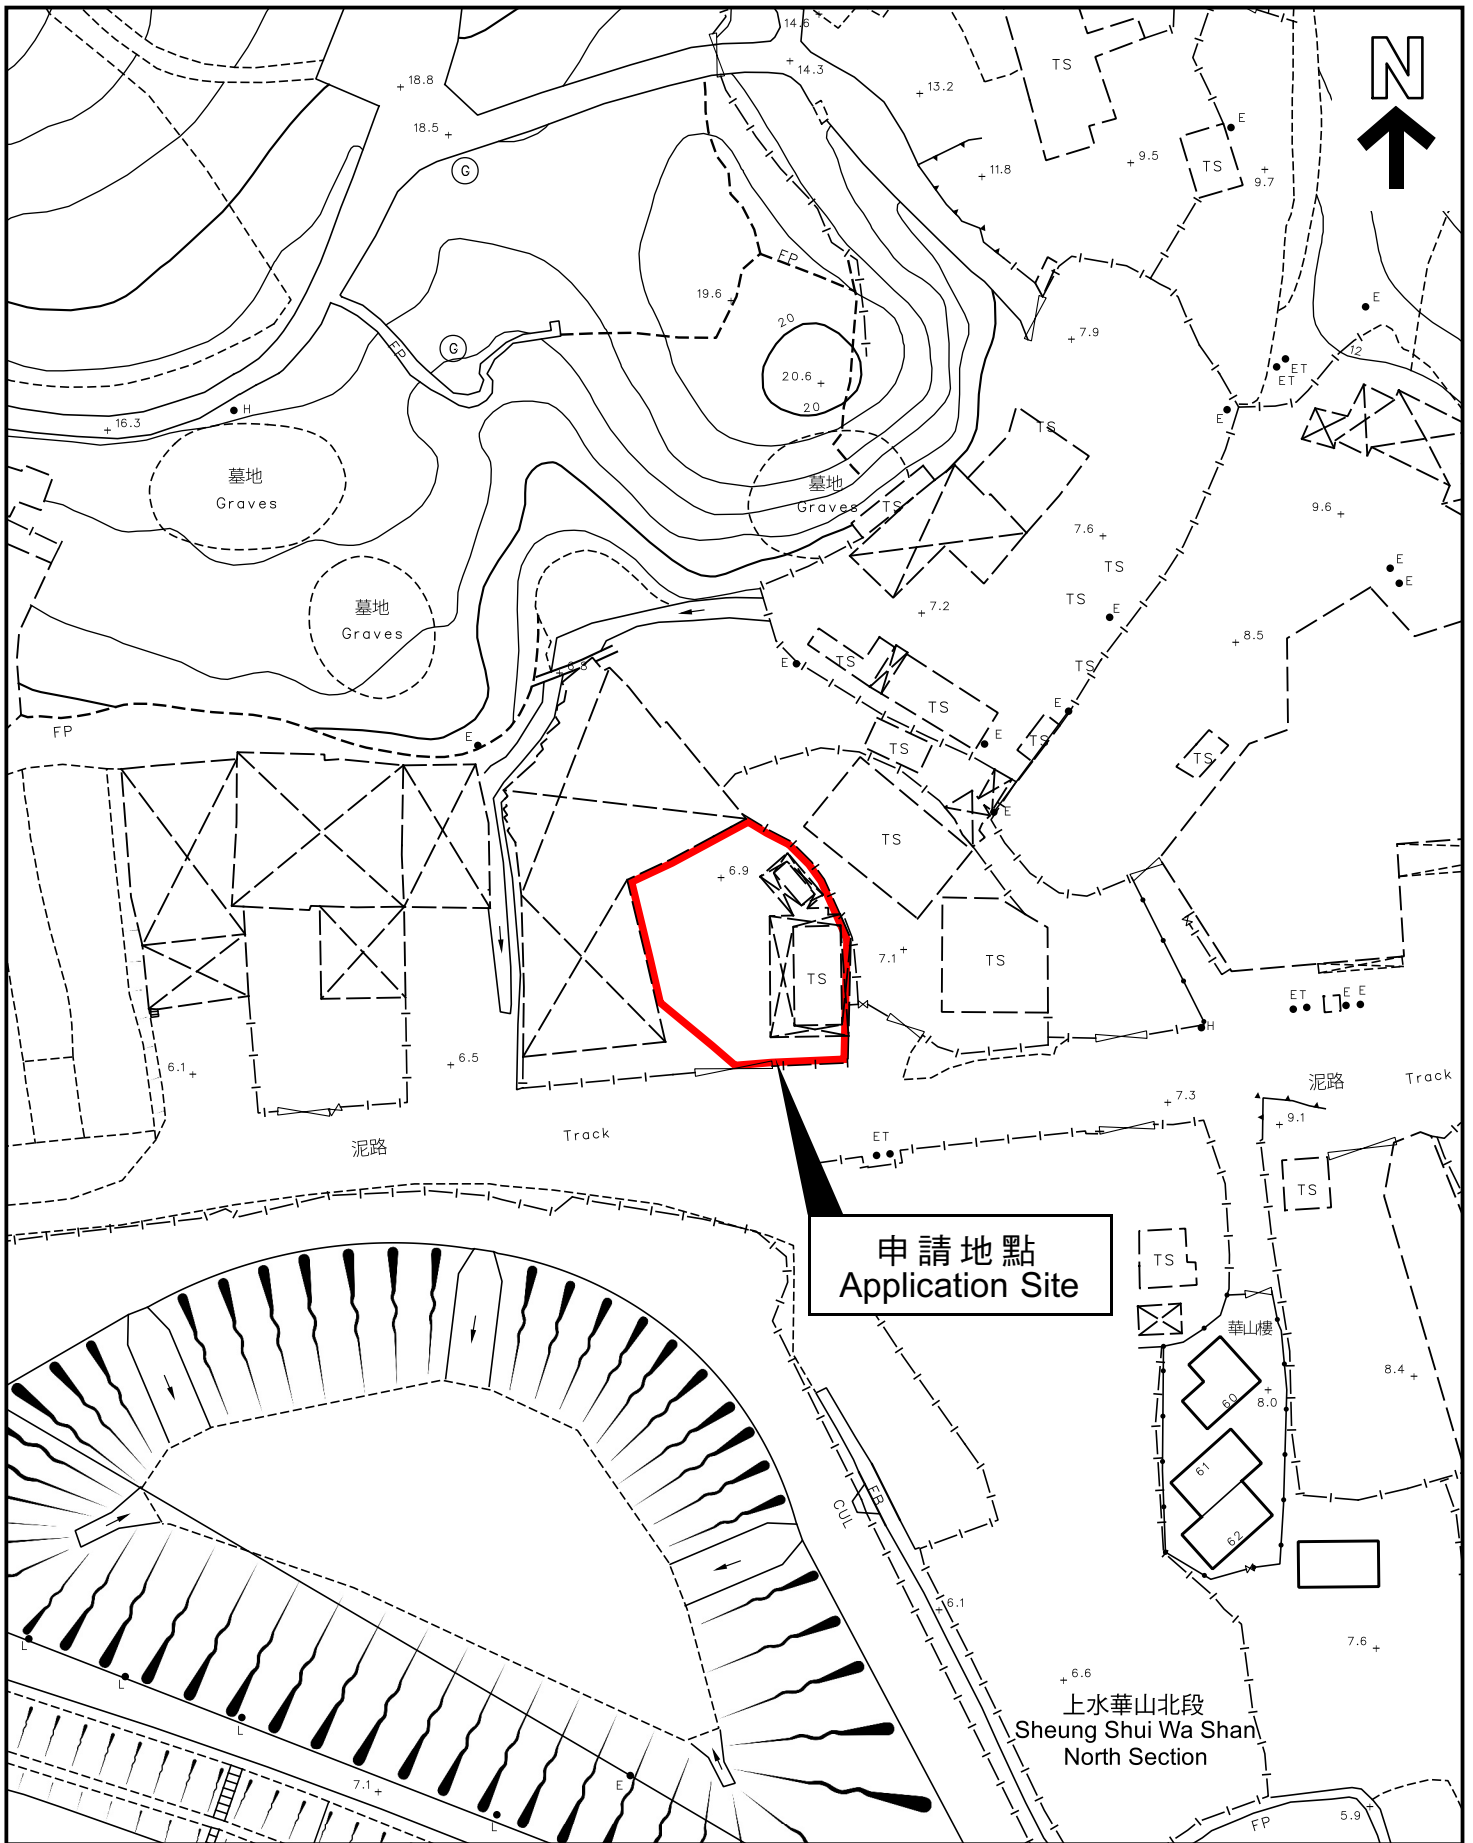 14.6
18.8
14.3
TS
N
13.2
18.5
E
G
11.8
9.5
TS
9.7
FP
19.6
E
20
7.9
G
FP
12
ET
ET
20.6
20
H
E
16.3
TS
墓地
Graves
墓地
Graves
TS
9.6
7.6
TS
E
E
墓地
Graves
7.2
TS
E
8.5
6.8
E
TS
TS
TS
E
FP
E
TS
E
TS
TS
E
TS
6.9
7.1
TS
TS
ET
E
E
H
6.5
6.1
泥路
Track
7.3
9.1
泥路
Track
ET
TS
申請地點
Application Site
TS
華山樓
8.4
60
8.0
61
62
FB
CUL
6.1
L
L
L
7.6
6.6
上水華山北段
Sheung Shui Wa Shan
North Section
7.1
E
L
5.9
FP